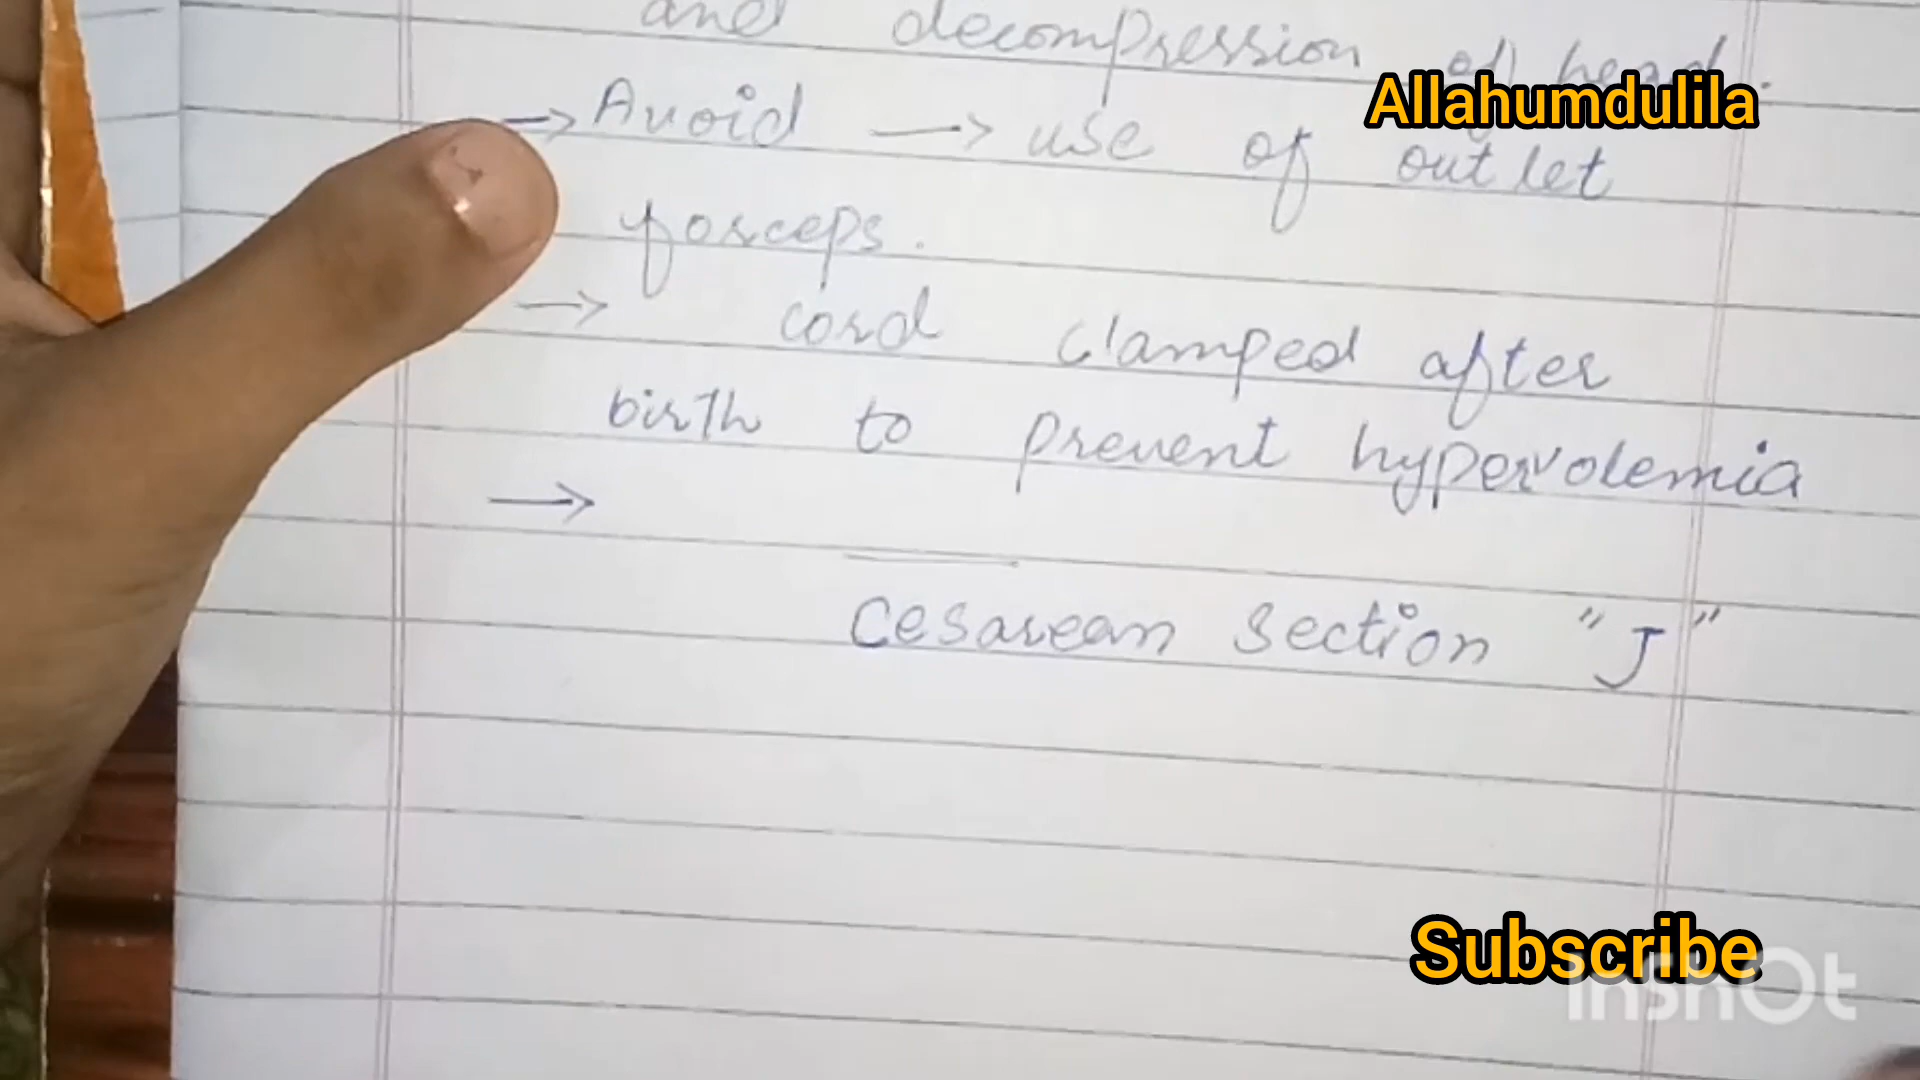 and decompression of head.
Allahumdulila
→ Avoid → use of outlet
forceps.
→ cord clamped after
birth to prevent hypervolemia
→
Cesarean Section "J"
Subscribe
InShOt